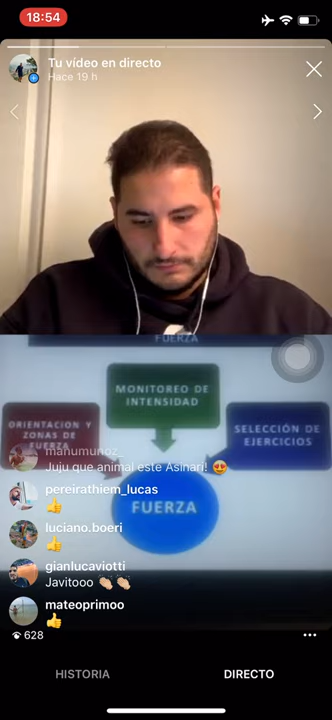 18:54
Tu vídeo en directo
Hace 19 h
FUERZA
MONITOREO DE
INTENSIDAD
ORIENTACION Y
ZONAS DE
FUERZA
SELECCIÓN DE
EJERCICIOS
manumunoz_
Juju que animal este Asinari! 😍
pereirathiem_lucas
👍
FUERZA
luciano.boeri
👍
gianlucaviotti
Javitooo 👏🏻👏🏻
mateoprimoo
👍
628
HISTORIA
DIRECTO